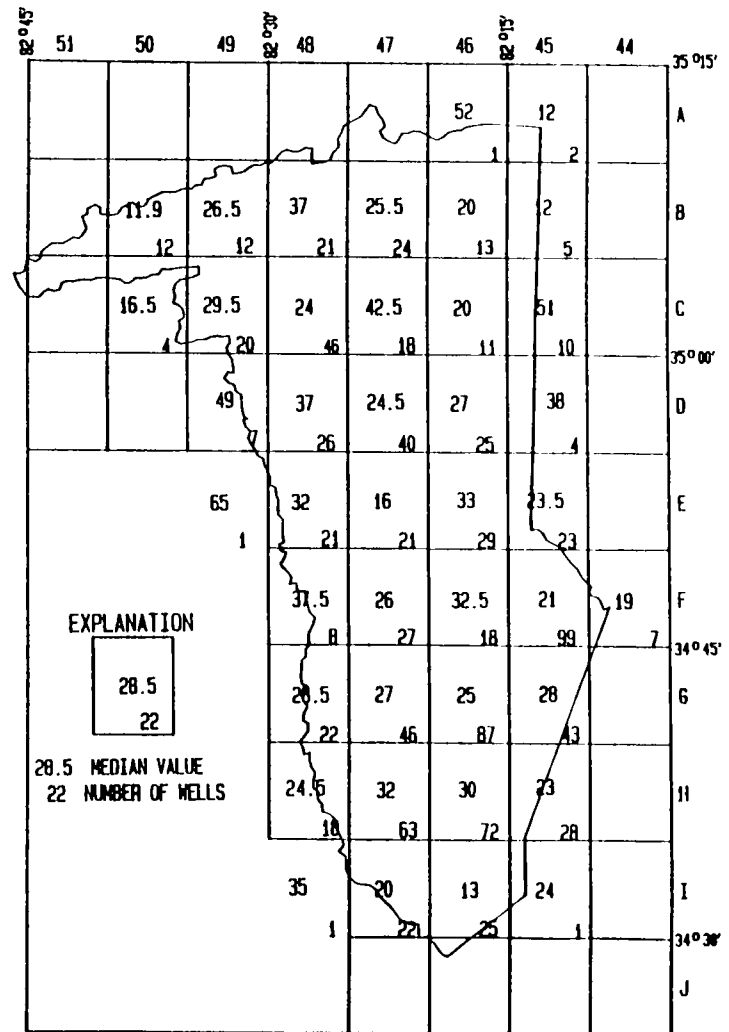 82°45' 82°30' 82°15'
51 50 49 48 47 46 45 44
35°15'
52 12 A
1 2
11.9 26.5 37 25.5 20 12 B
12 12 21 24 13 5
16.5 29.5 24 42.5 20 51 C
4 20 46 18 11 10
35°00'
49 37 24.5 27 38 D
26 40 25 4
65 32 16 33 23.5 E
1 21 21 29 23
37.5 26 32.5 21 19 F
8 27 18 99 7
34°45'
EXPLANATION
28.5
22
28.5 MEDIAN VALUE
22 NUMBER OF WELLS
26.5 27 25 28 G
22 46 87 43
24.5 32 30 23 H
18 63 72 28
35 20 13 24 I
1 22 25 1
34°30'
J